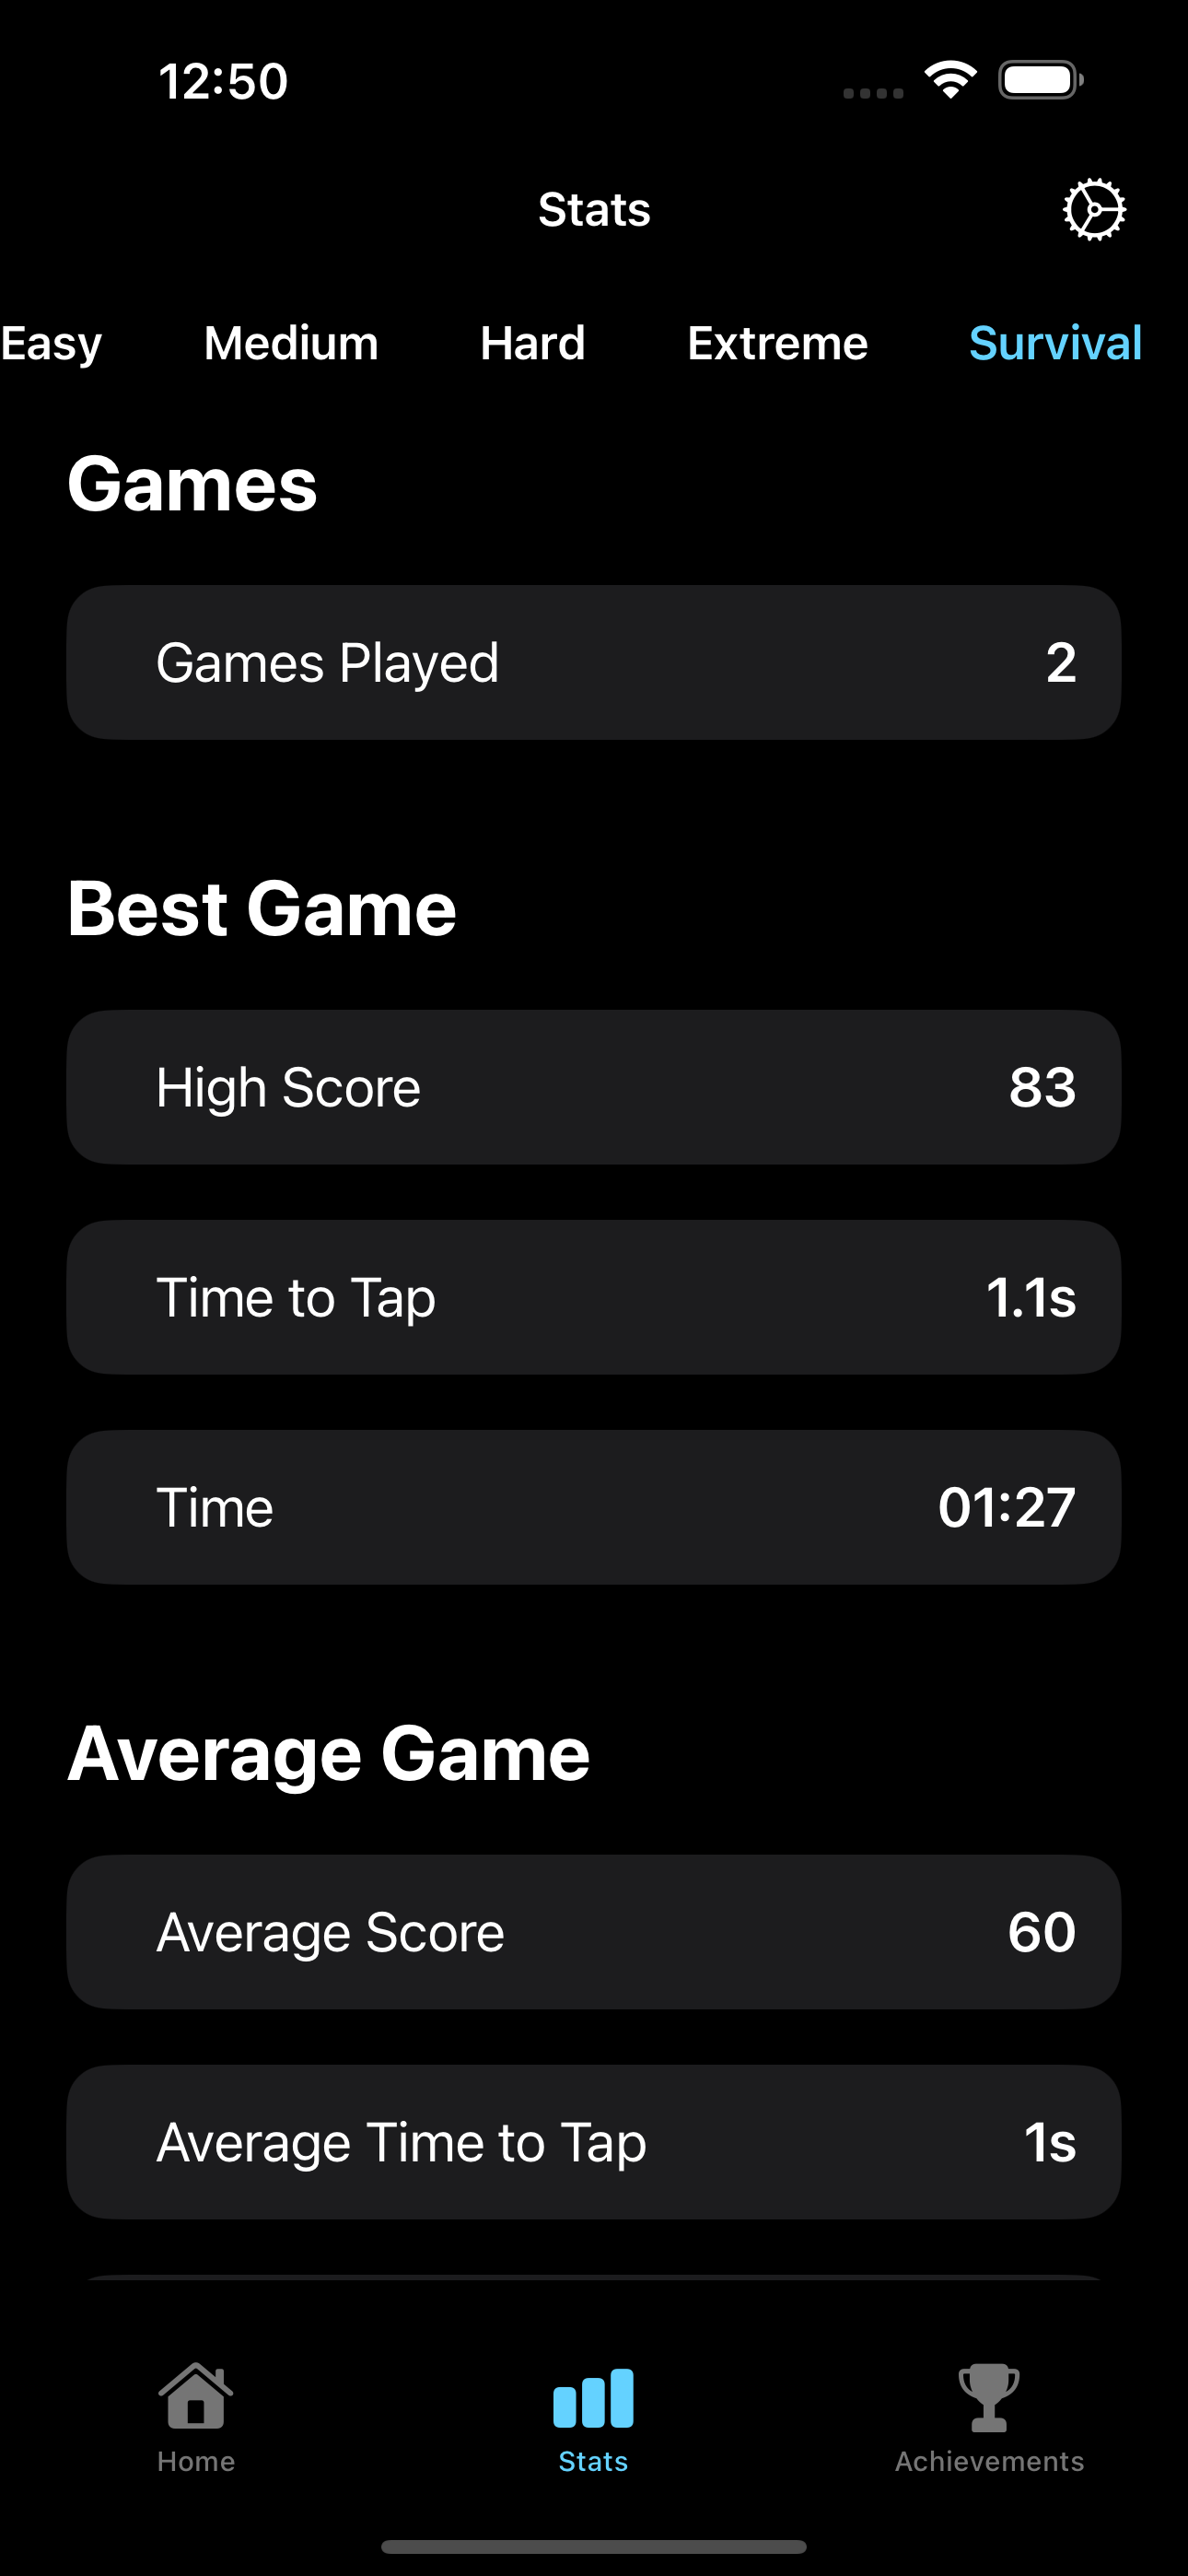 12:50
Stats
Easy Medium Hard Extreme Survival
Games
Games Played 2
Best Game
High Score 83
Time to Tap 1.1s
Time 01:27
Average Game
Average Score 60
Average Time to Tap 1s
Home Stats Achievements